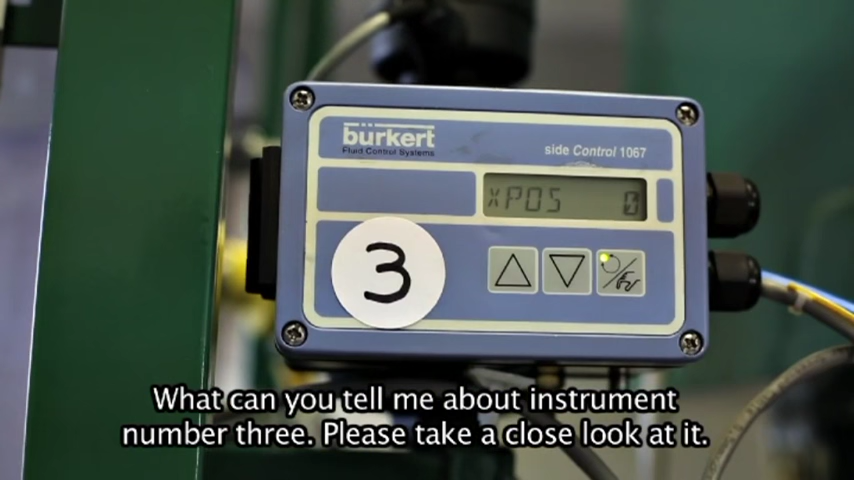 bürkert
Fluid Control Systems
side Control 1067
XPOS 0
3
What can you tell me about instrument
number three. Please take a close look at it.